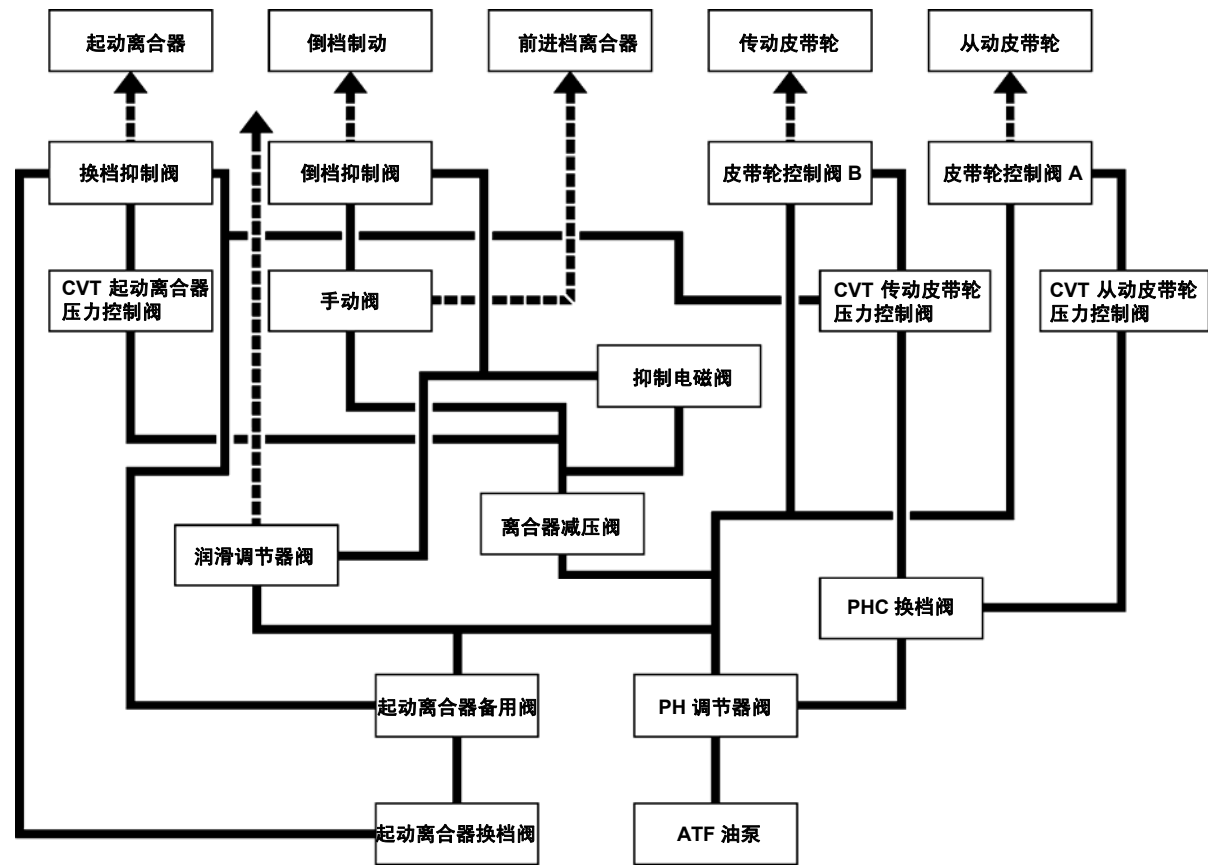 起动离合器
倒档制动
前进档离合器
传动皮带轮
从动皮带轮
换档抑制阀
倒档抑制阀
皮带轮控制阀 B
皮带轮控制阀 A
CVT 起动离合器
压力控制阀
手动阀
CVT 传动皮带轮
压力控制阀
CVT 从动皮带轮
压力控制阀
抑制电磁阀
离合器减压阀
润滑调节器阀
PHC 换档阀
起动离合器备用阀
PH 调节器阀
起动离合器换档阀
ATF 油泵